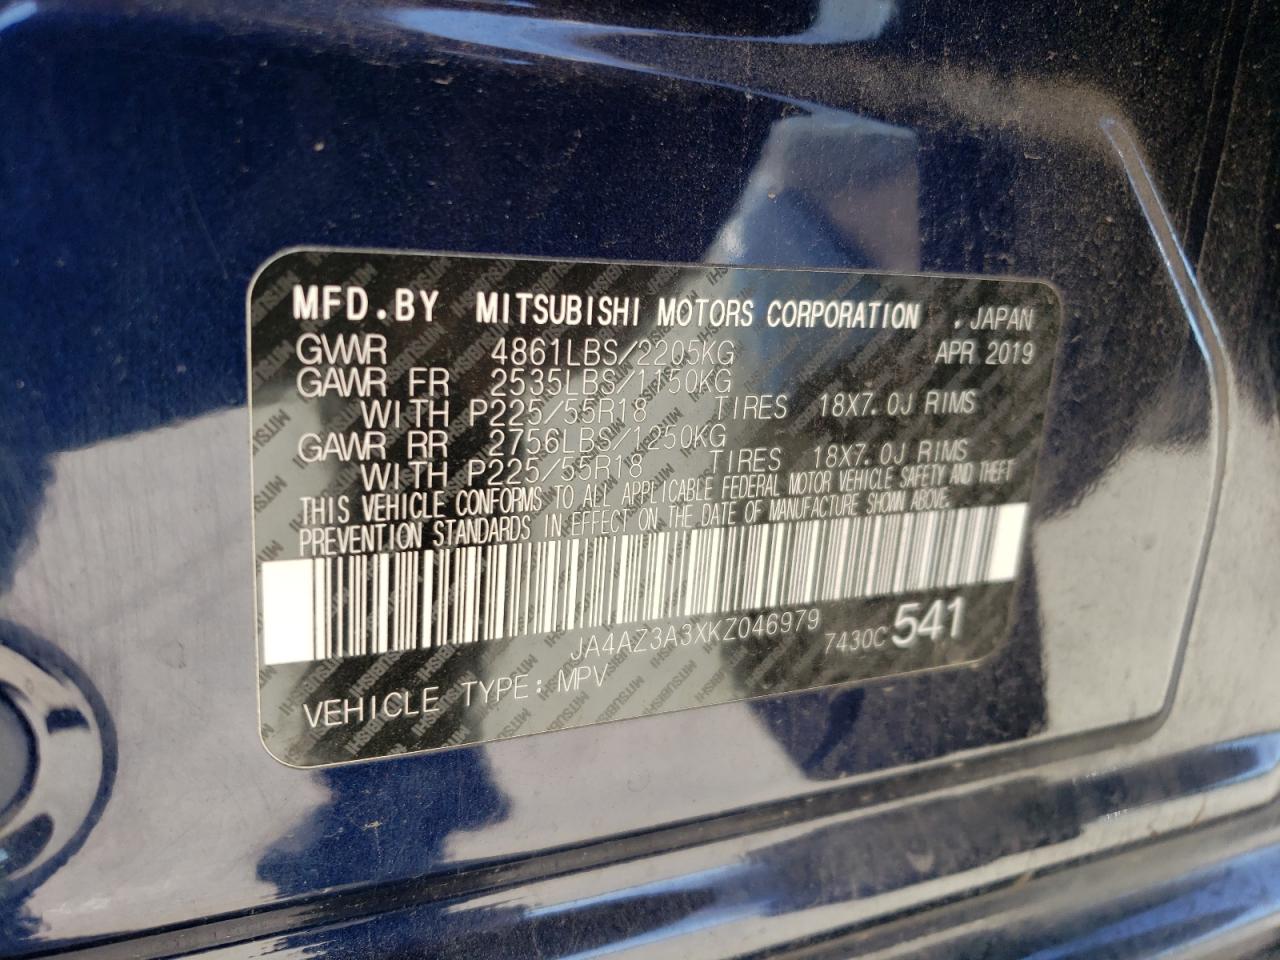 MFD.BY MITSUBISHI MOTORS CORPORATION , JAPAN
GVWR 4861LBS/2205KG APR 2019
GAWR FR 2535LBS/1150KG
WITH P225/55R18 TIRES 18X7.0J RIMS
GAWR RR 2756LBS/1250KG
WITH P225/55R18 TIRES 18X7.0J RIMS
THIS VEHICLE CONFORMS TO ALL APPLICABLE FEDERAL MOTOR VEHICLE SAFETY AND THEFT
PREVENTION STANDARDS IN EFFECT ON THE DATE OF MANUFACTURE SHOWN ABOVE.
JA4AZ3A3XKZ046979
7430C 541
VEHICLE TYPE: MPV